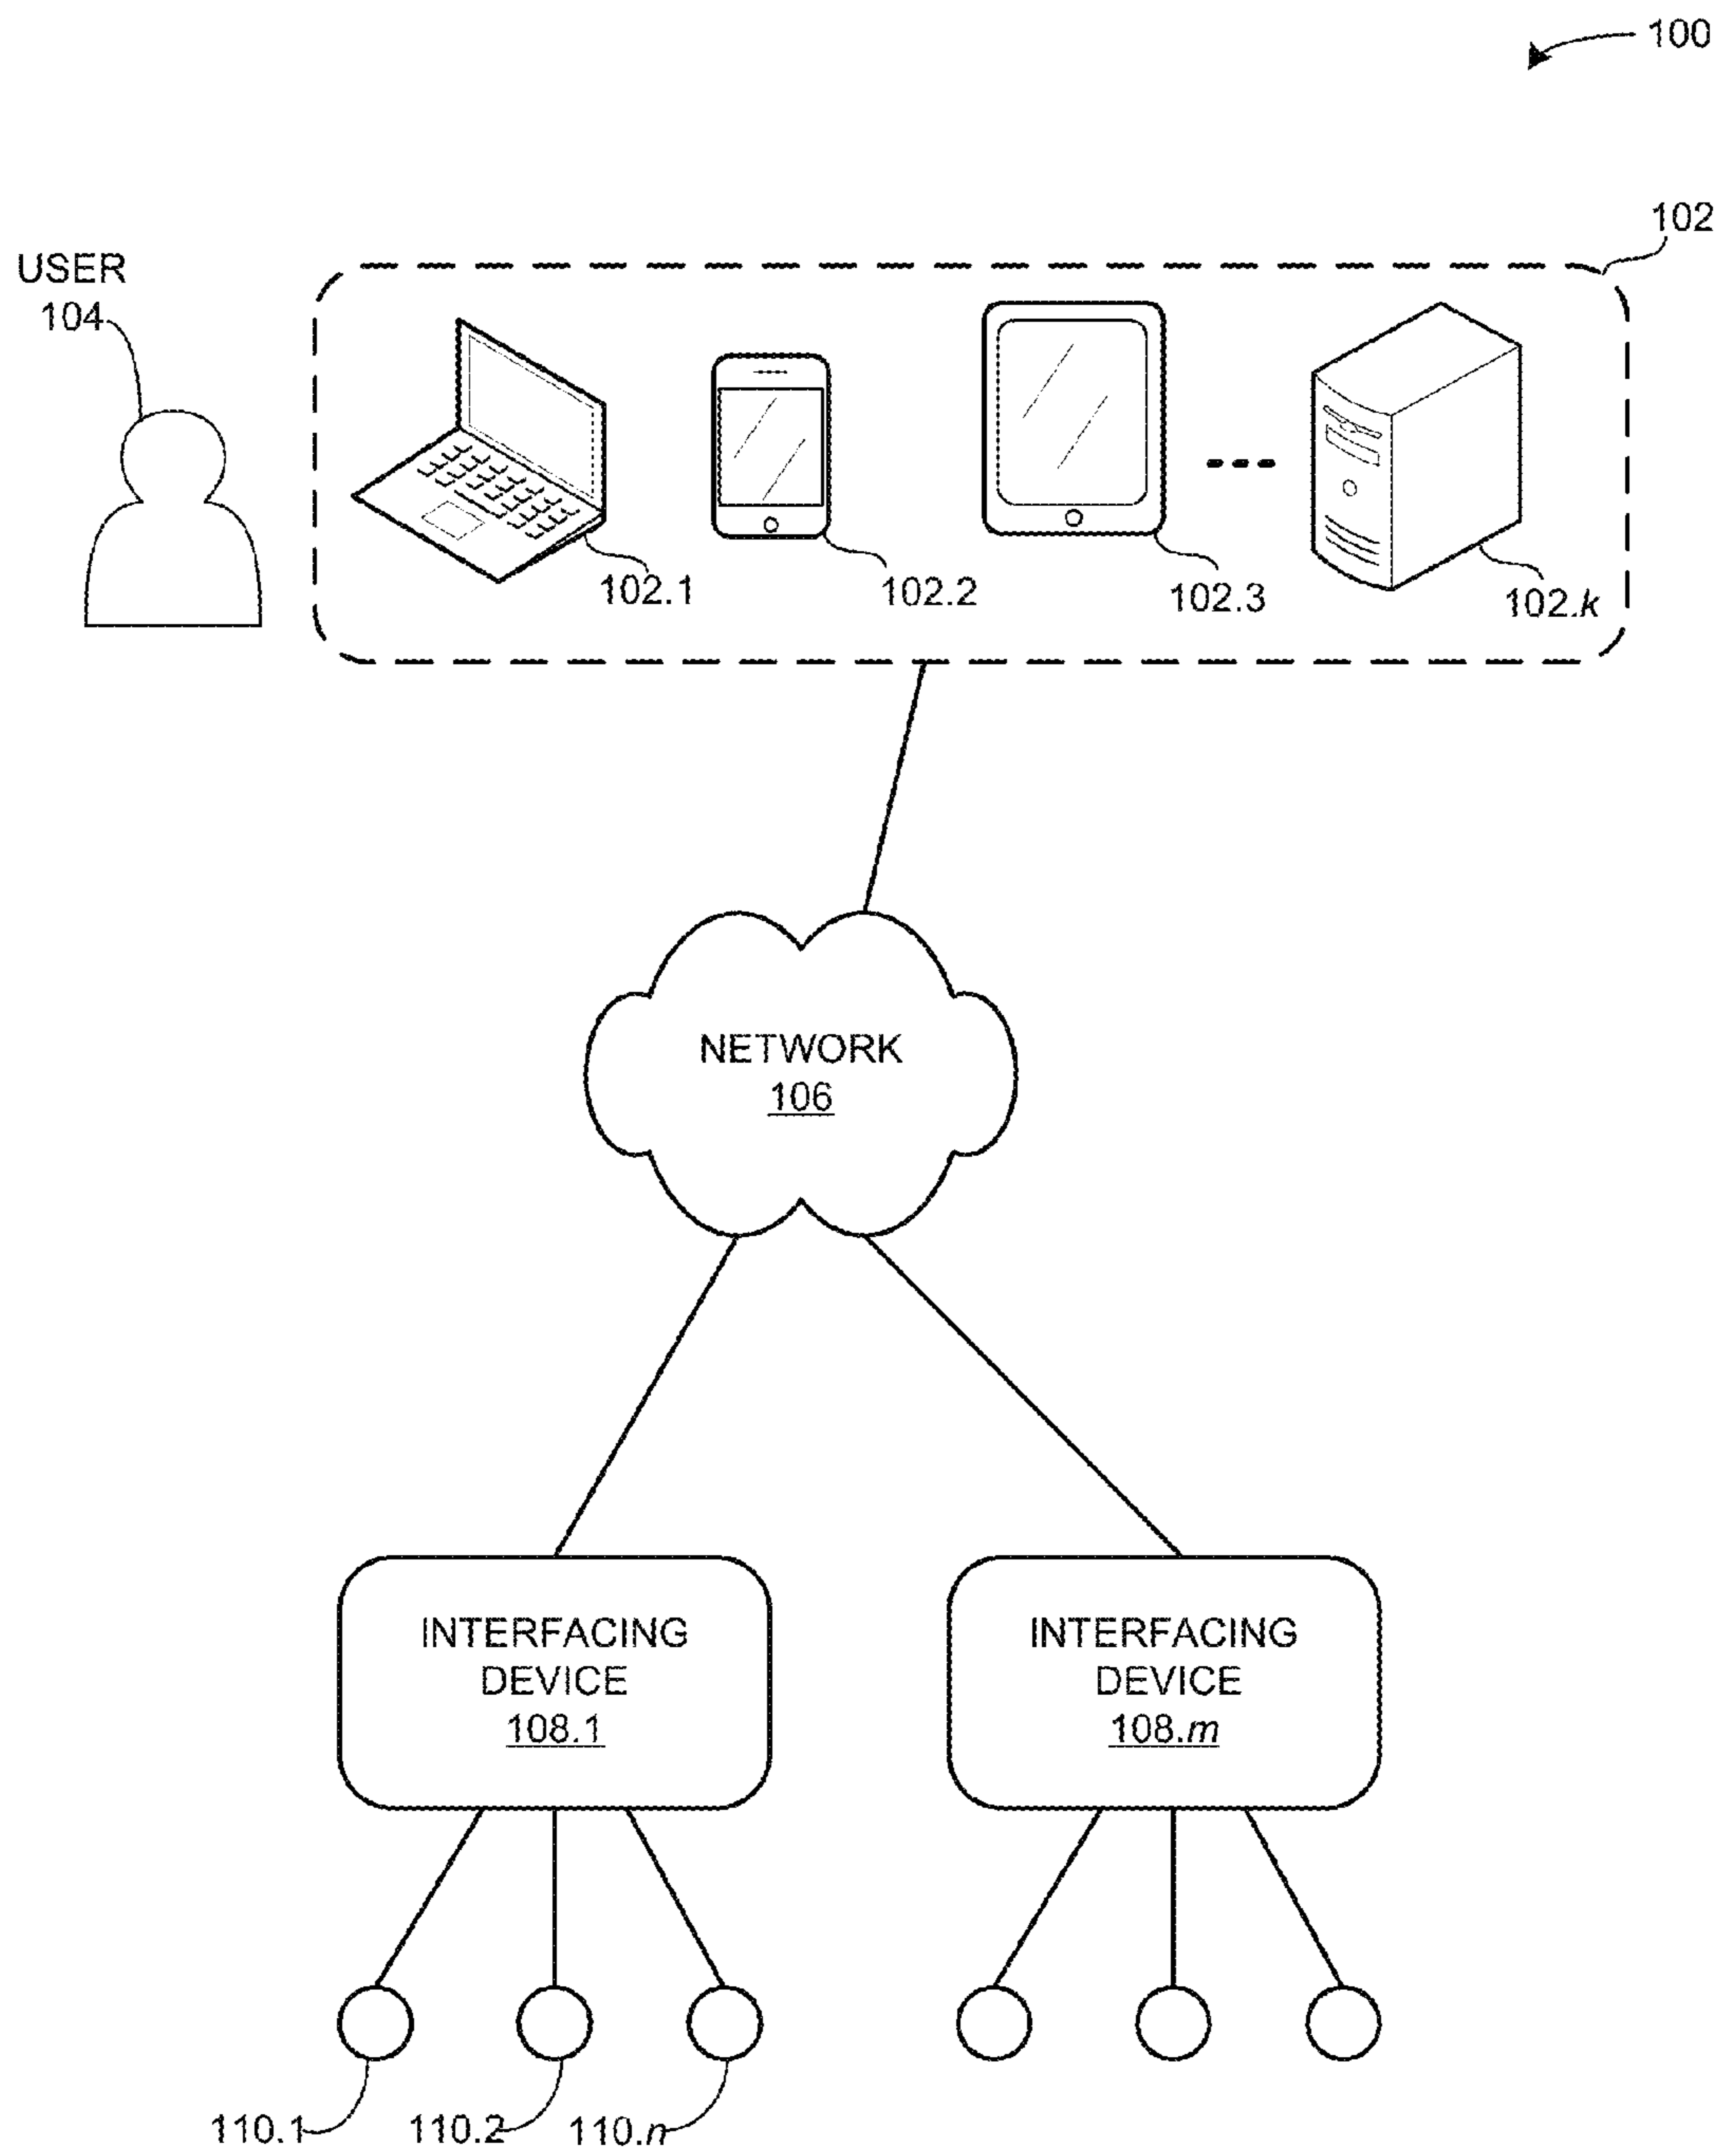 100
102
USER
104
102.1
102.2
102.3
102.k
NETWORK
106
INTERFACING
DEVICE
108.1
INTERFACING
DEVICE
108.m
110.1
110.2
110.n